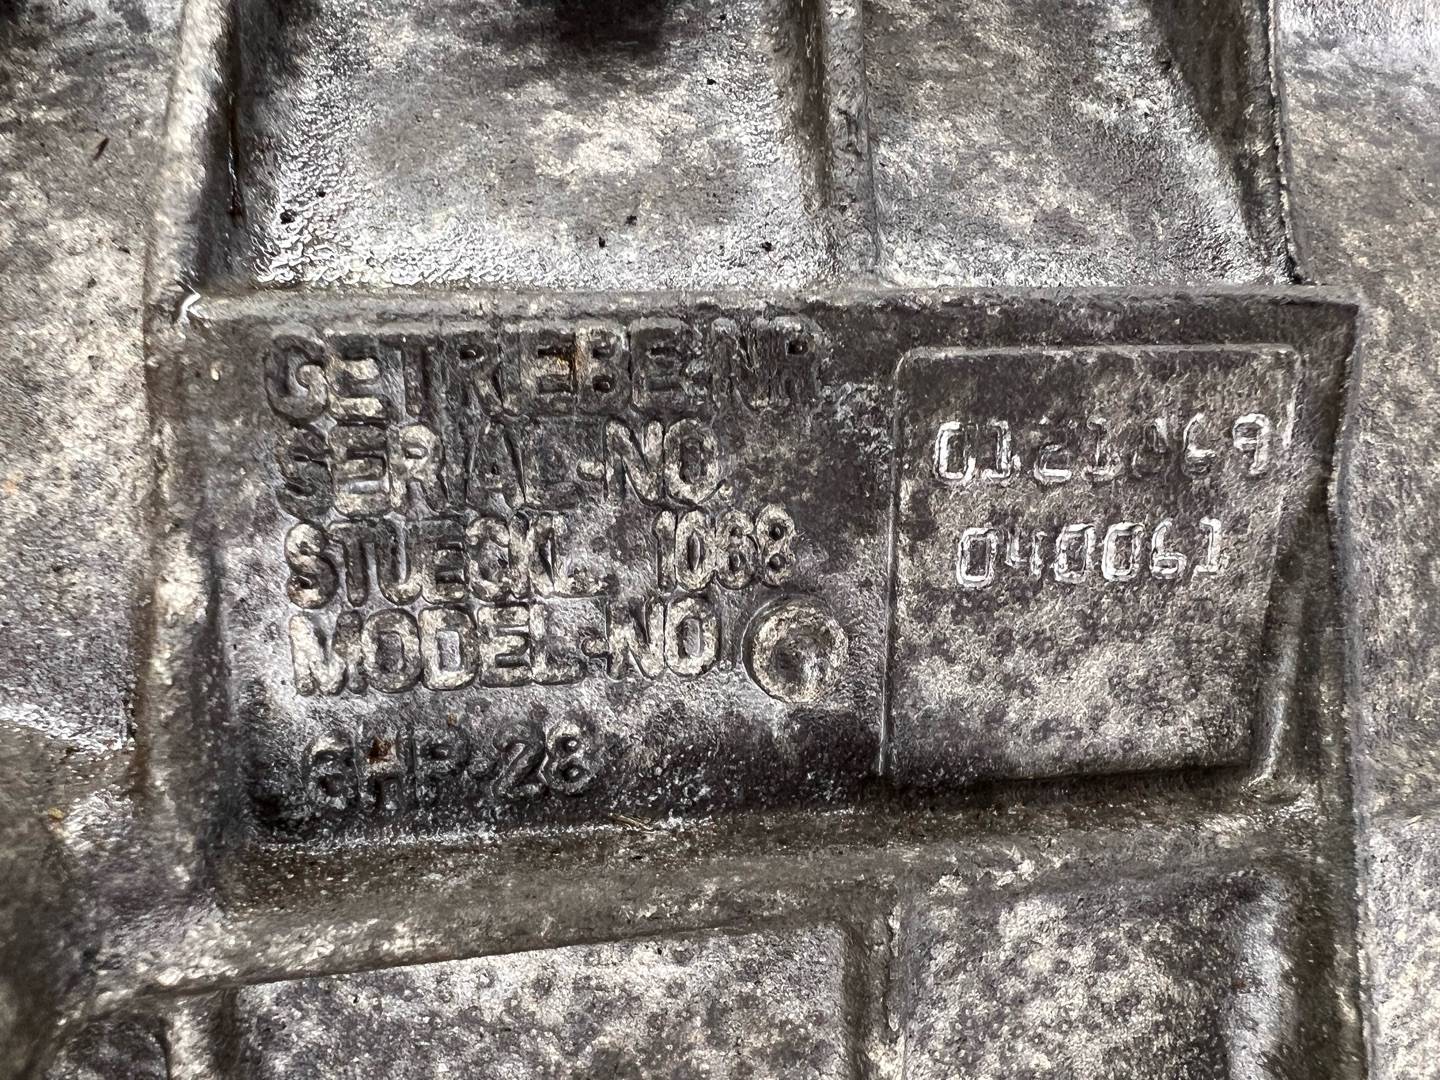 GETRIEBE-NR
SERIAL-NO.
STUECKL. 1068
MODEL-NO.
6HP-28
0121069
040061